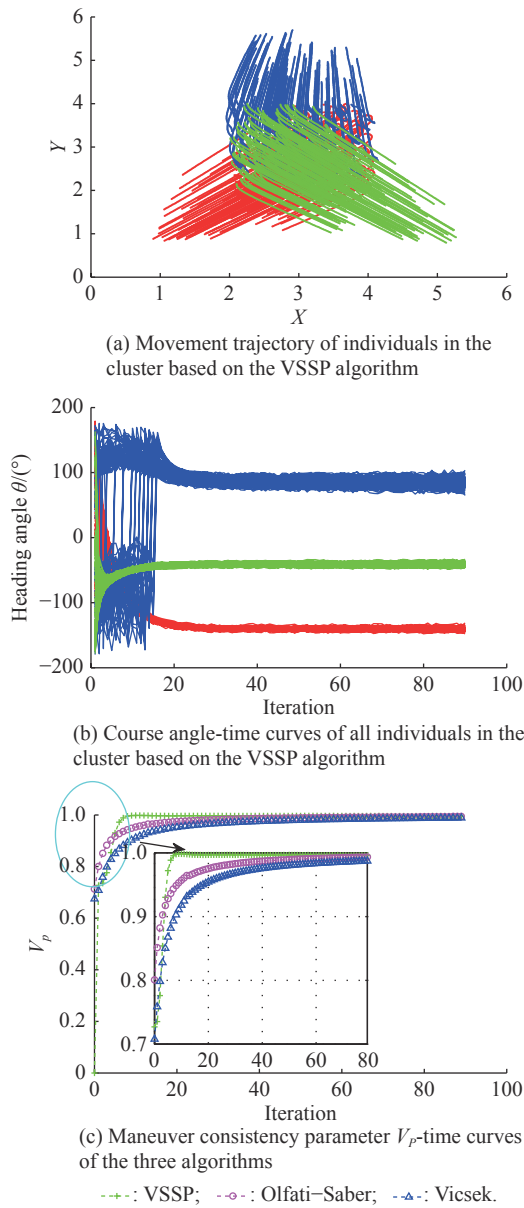 6
5
4
3
2
1
0
Y
0 1 2 3 4 5 6
X
(a) Movement trajectory of individuals in the
cluster based on the VSSP algorithm
200
100
0
−100
−200
Heading angle θ/(°)
0 20 40 60 80 100
Iteration
(b) Course angle-time curves of all individuals in the
cluster based on the VSSP algorithm
1.0
0.8
0.6
0.4
0.2
0
Vp
1.0
0.9
0.8
0.7
20 40 60 80
0 20 40 60 80 100
Iteration
(c) Maneuver consistency parameter Vp-time curves
of the three algorithms
: VSSP; : Olfati−Saber; : Vicsek.